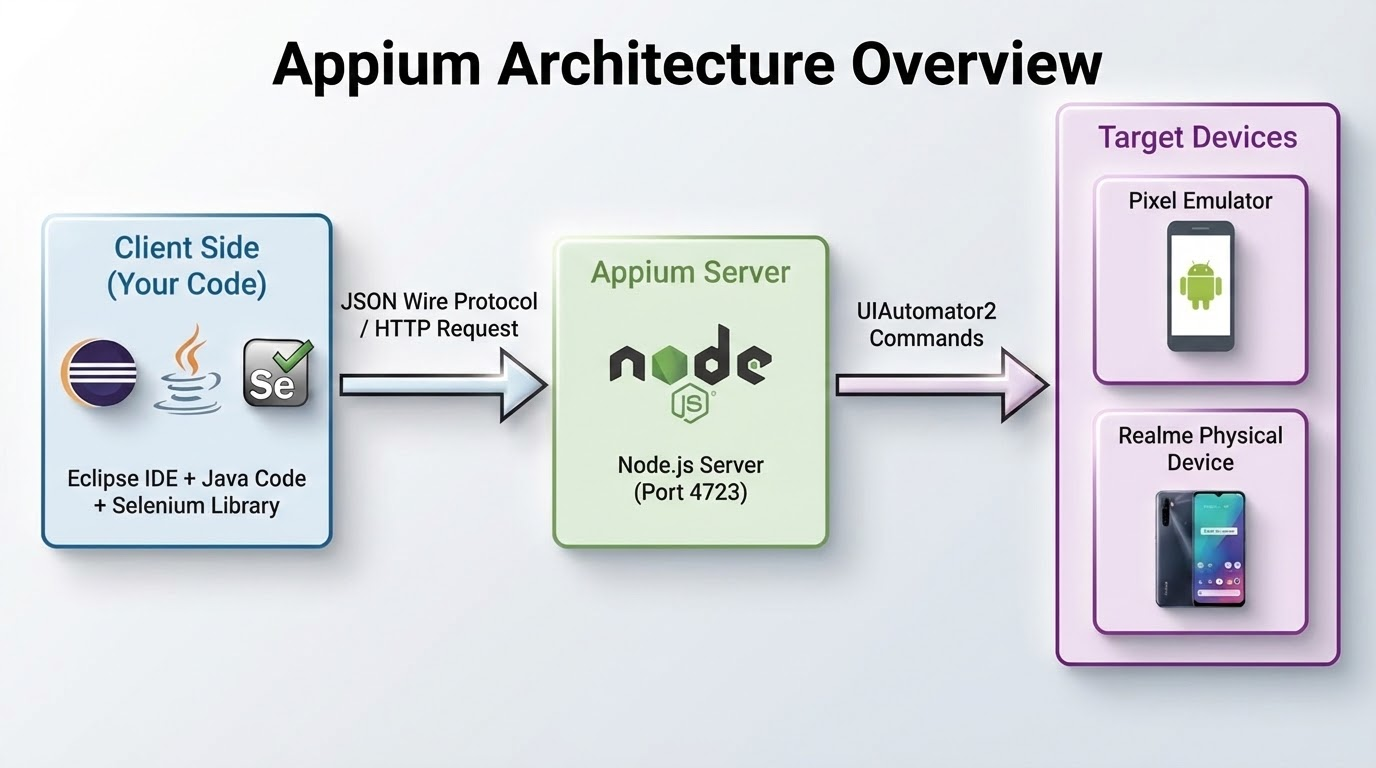 Appium Architecture Overview
Client Side
(Your Code)
Se
Eclipse IDE + Java Code
+ Selenium Library
JSON Wire Protocol
/ HTTP Request
Appium Server
node
JS
Node.js Server
(Port 4723)
UIAutomator2
Commands
Target Devices
Pixel Emulator
Realme Physical
Device